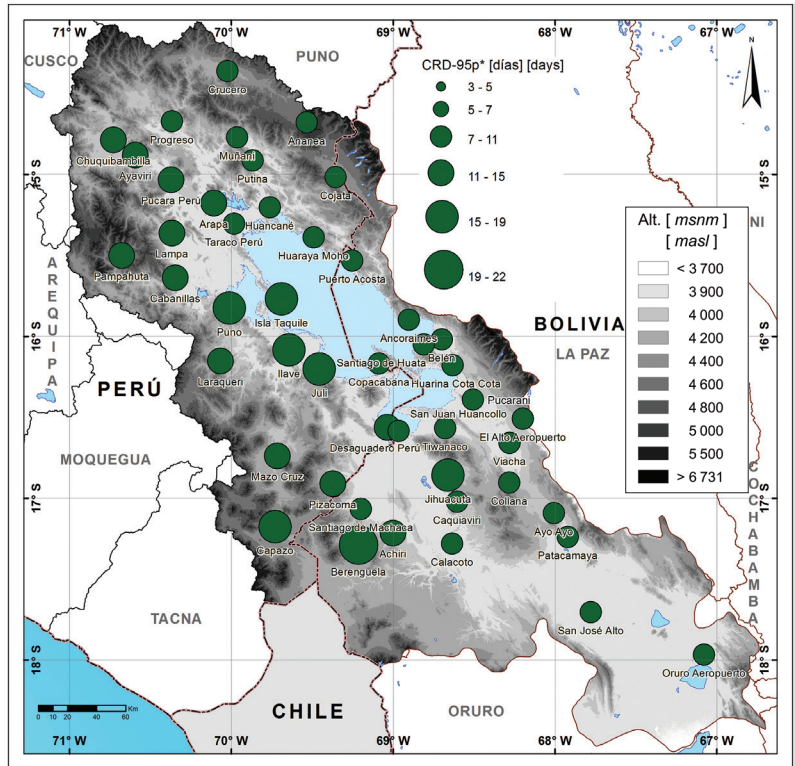 71°W
70°W
69°W
68°W
67°W
CUSCO
PUNO
N
CRD-95p* [días] [days]
3 - 5
5 - 7
7 - 11
11 - 15
15 - 19
19 - 22
Crucero
Progreso
Muñani
Ananea
Chuquibambilla
Ayaviri
Putina
Cojata
Pucara Perú
Arapa
Huancané
Taraco Perú
Lampa
Huaraya Moho
Pampahuta
Cabanillas
Puerto Acosta
Puno
Isla Taquile
Ancoraimes
Ilave
Santiago de Huata
Belén
Laraqueri
Juli
Copacabana
Huarina Cota Cota
Pucarani
San Juan Huancollo
El Alto Aeropuerto
Desaguadero Perú
Tiwanaco
Viacha
Mazo Cruz
Pizacoma
Jihuacuta
Collana
Caquiaviri
Santiago de Machaca
Ayo Ayo
Capazo
Achiri
Patacamaya
Berenguela
Calacoto
San José Alto
Oruro Aeropuerto
15°S
16°S
17°S
18°S
15°S
16°S
17°S
18°S
AREQUIPA
PERÚ
MOQUEGUA
TACNA
CHILE
ORURO
BOLIVIA
LA PAZ
NI
COCHABAMBA
Alt. [ msnm ]
[ masl ]
< 3 700
3 900
4 000
4 200
4 400
4 600
4 800
5 000
5 500
> 6 731
0 10 20 40 60
Km
71°W
70°W
69°W
68°W
67°W